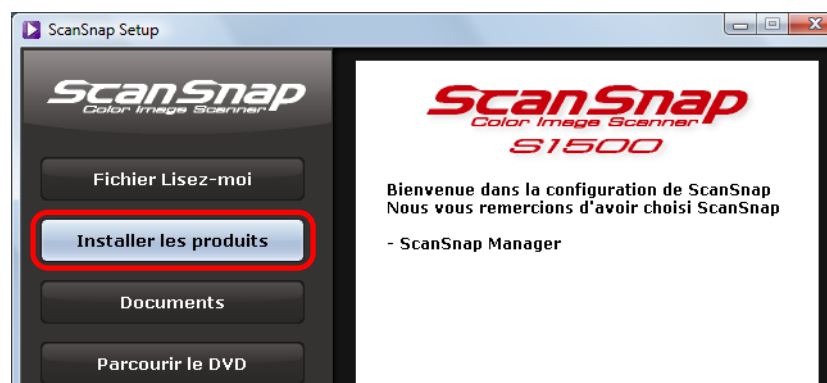 ScanSnap Setup
ScanSnap
Color Image Scanner
Fichier Lisez-moi
Installer les produits
Documents
Parcourir le DVD
ScanSnap
Color Image Scanner
S1500
Bienvenue dans la configuration de ScanSnap
Nous vous remercions d'avoir choisi ScanSnap
- ScanSnap Manager